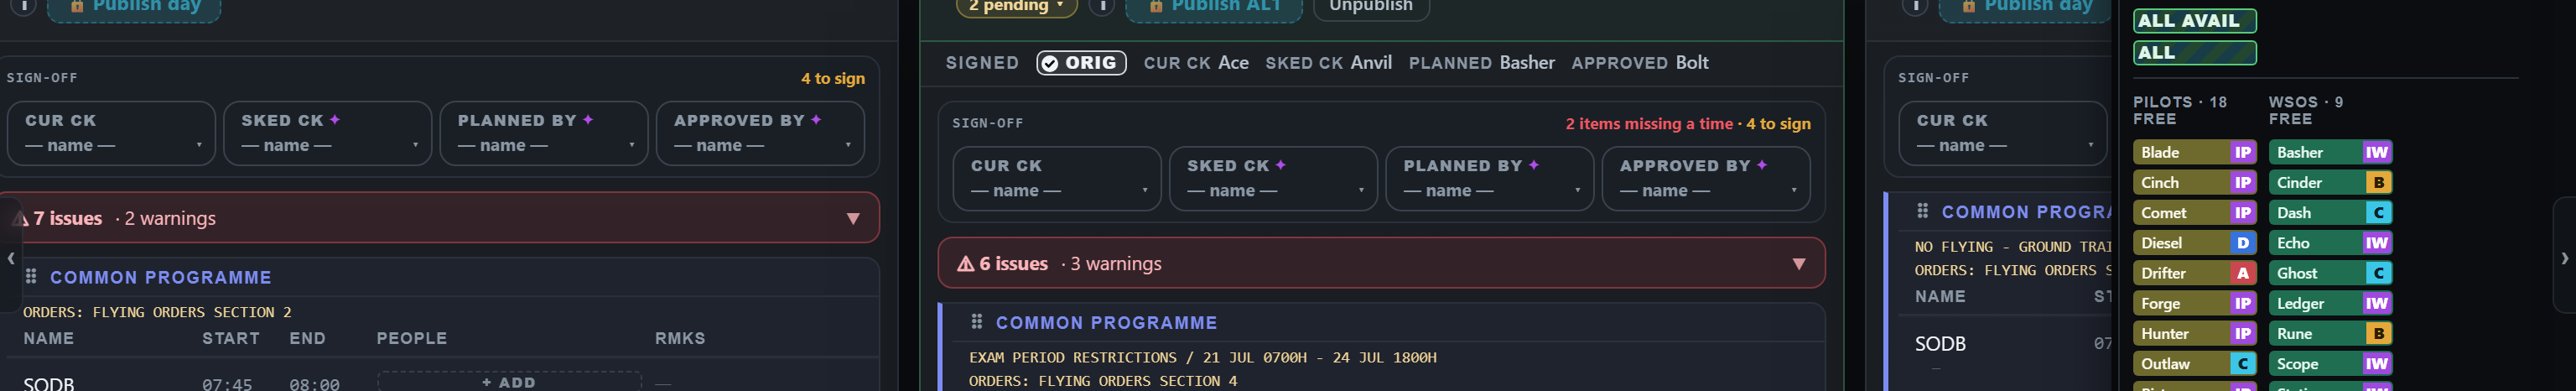 Publish day
SIGN-OFF
4 to sign
CUR CK
— name —
SKED CK
— name —
PLANNED BY
— name —
APPROVED BY
— name —
7 issues · 2 warnings
COMMON PROGRAMME
ORDERS: FLYING ORDERS SECTION 2
NAME START END PEOPLE RMKS
SODB 07:45 08:00 + ADD —
2 pending
Publish ALT
Unpublish
SIGNED ORIG CUR CK Ace SKED CK Anvil PLANNED Basher APPROVED Bolt
SIGN-OFF
2 items missing a time · 4 to sign
CUR CK
— name —
SKED CK
— name —
PLANNED BY
— name —
APPROVED BY
— name —
6 issues · 3 warnings
COMMON PROGRAMME
EXAM PERIOD RESTRICTIONS / 21 JUL 0700H - 24 JUL 1800H
ORDERS: FLYING ORDERS SECTION 4
Publish day
SIGN-OFF
CUR CK
— name —
COMMON PROGRA
NO FLYING - GROUND TRAI
ORDERS: FLYING ORDERS S
NAME ST
SODB 07
—
ALL AVAIL
ALL
PILOTS · 18 FREE
WSOS · 9 FREE
Blade IP
Basher IW
Cinch IP
Cinder B
Comet IP
Dash C
Diesel D
Echo IW
Drifter A
Ghost C
Forge IP
Ledger IW
Hunter IP
Rune B
Outlaw C
Scope IW